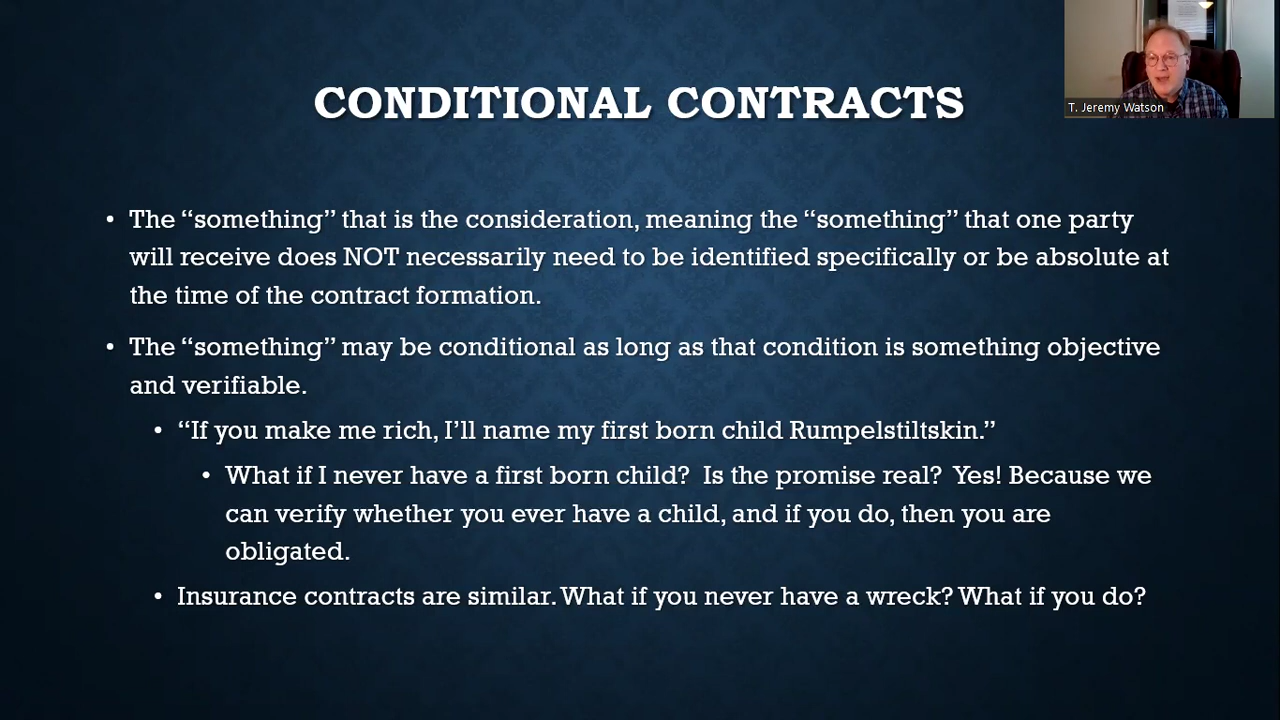 CONDITIONAL CONTRACTS
T. Jeremy Watson
• The “something” that is the consideration, meaning the “something” that one party
will receive does NOT necessarily need to be identified specifically or be absolute at
the time of the contract formation.
• The “something” may be conditional as long as that condition is something objective
and verifiable.
• “If you make me rich, I’ll name my first born child Rumpelstiltskin.”
• What if I never have a first born child?  Is the promise real?  Yes! Because we
can verify whether you ever have a child, and if you do, then you are
obligated.
• Insurance contracts are similar. What if you never have a wreck? What if you do?